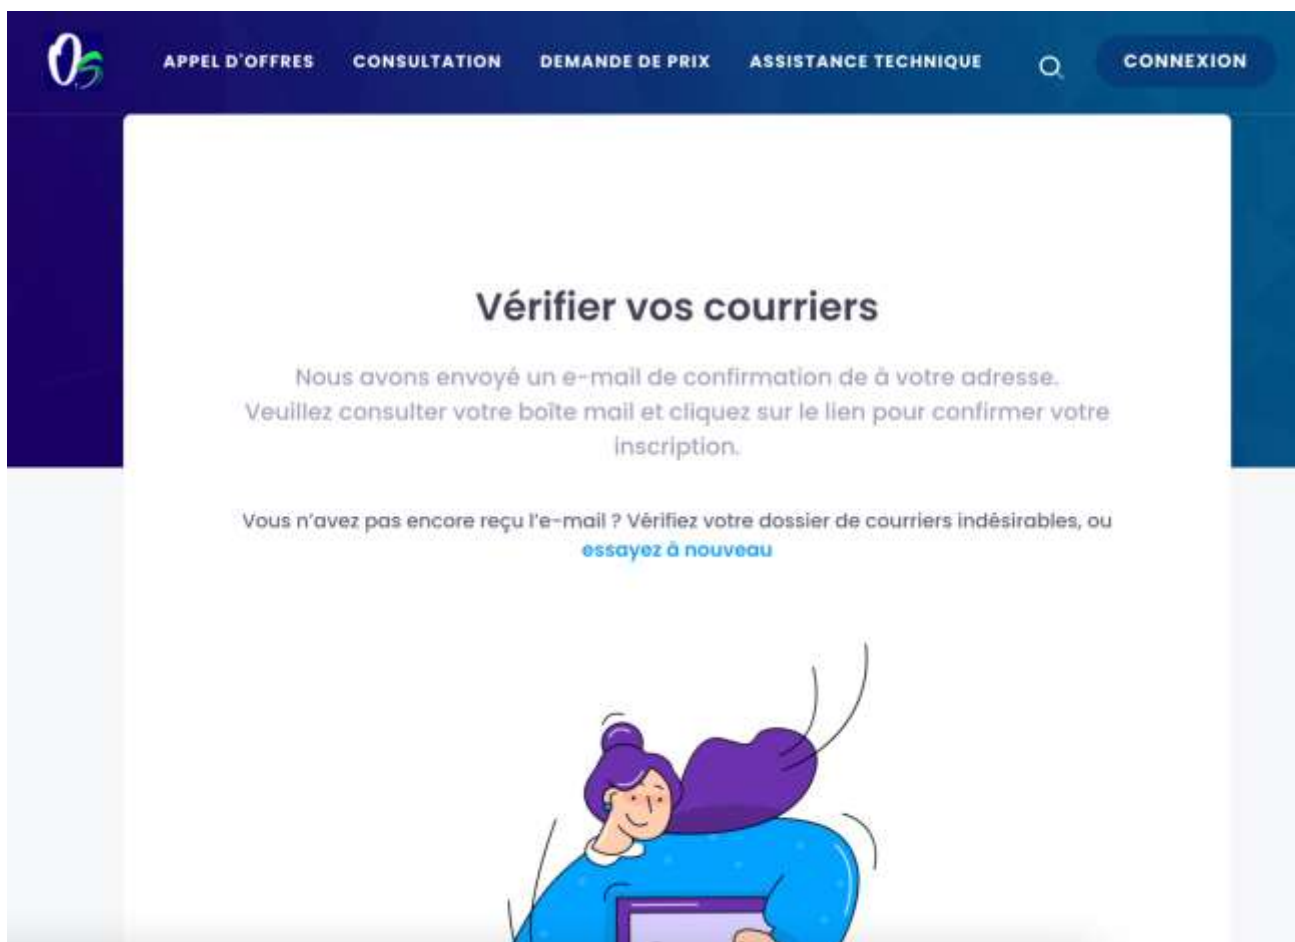 Os
APPEL D'OFFRES CONSULTATION DEMANDE DE PRIX ASSISTANCE TECHNIQUE CONNEXION
Vérifier vos courriers
Nous avons envoyé un e-mail de confirmation de à votre adresse.
Veuillez consulter votre boîte mail et cliquez sur le lien pour confirmer votre
inscription.
Vous n'avez pas encore reçu l'e-mail ? Vérifiez votre dossier de courriers indésirables, ou
essayez à nouveau